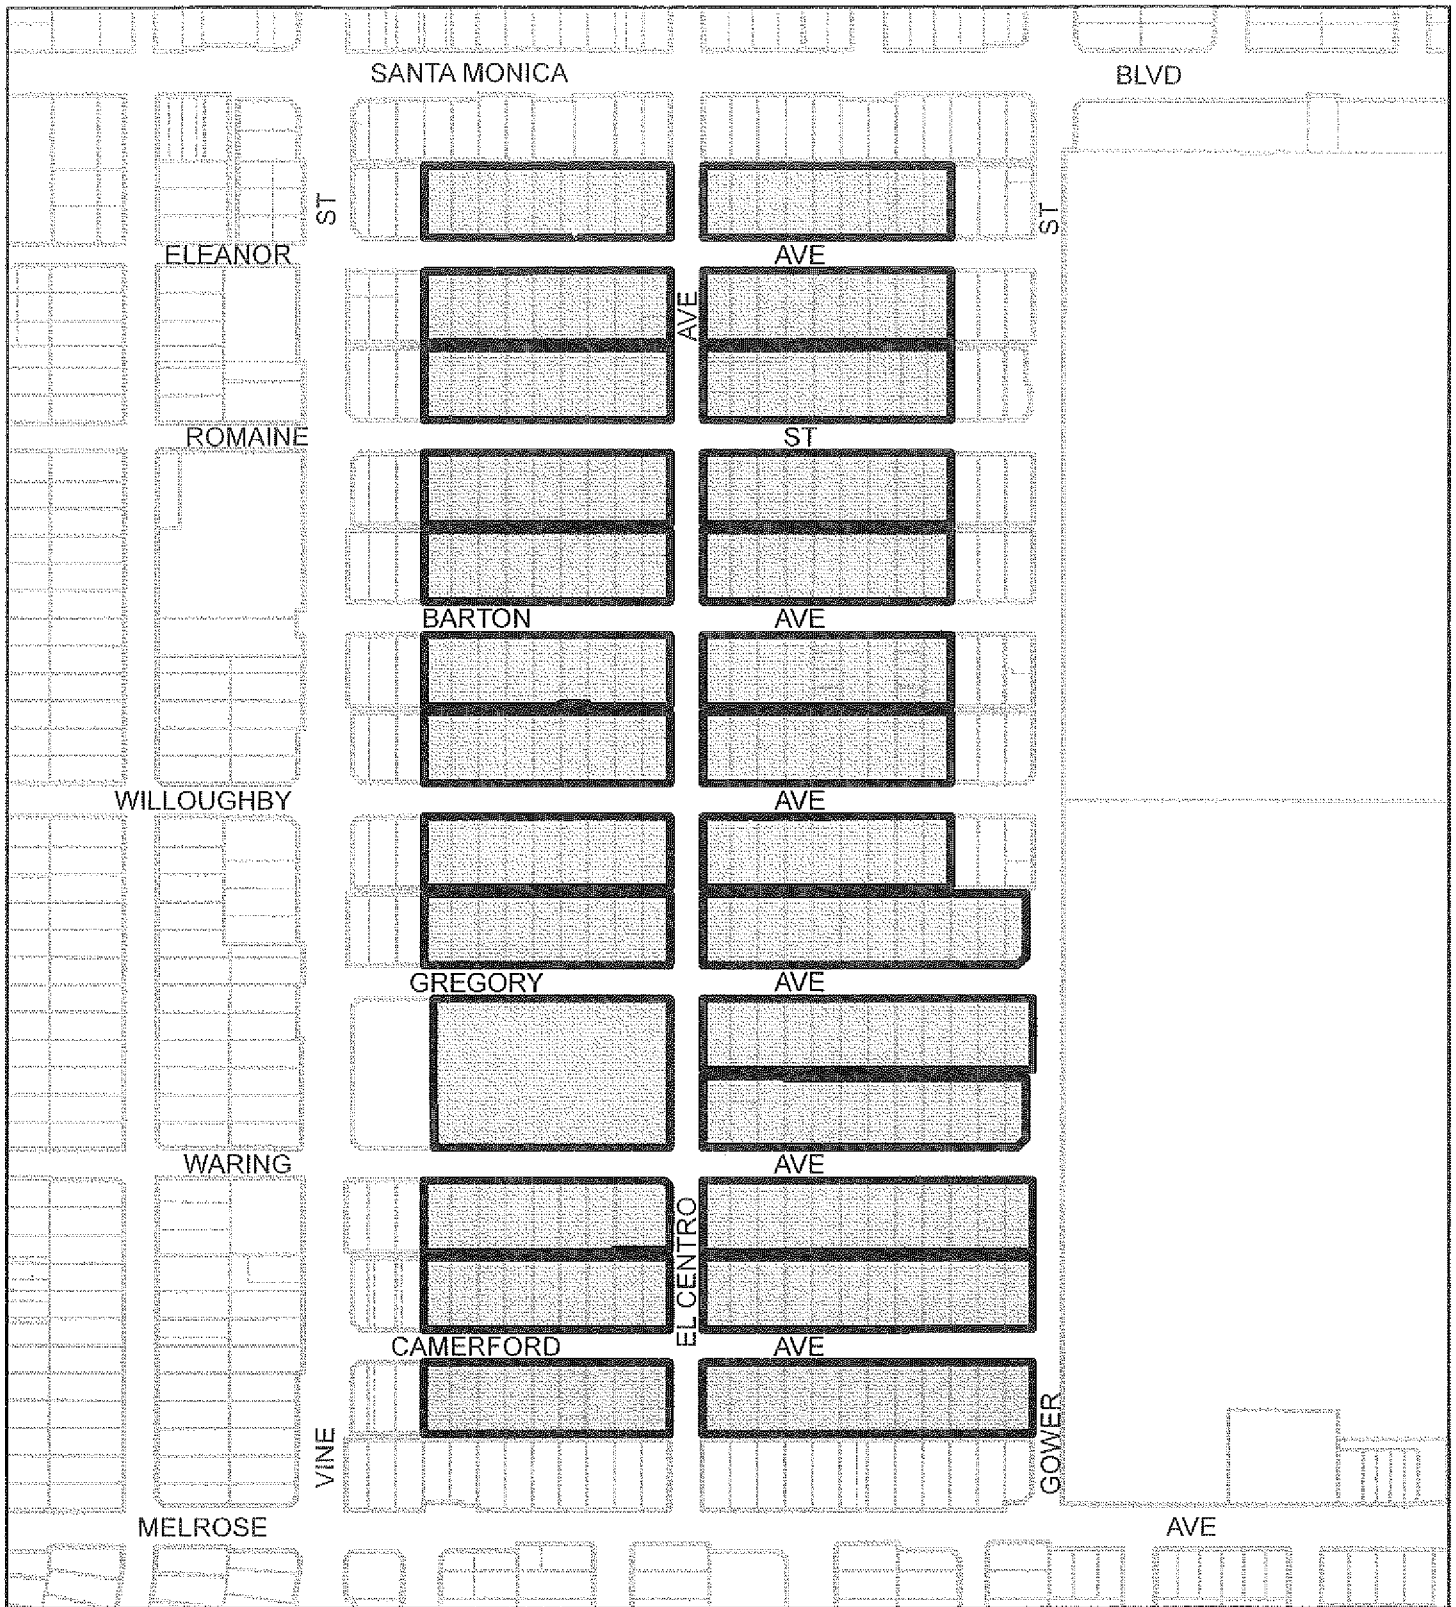 SANTA MONICA BLVD
ST
ST
ELEANOR AVE
AVE
ROMAINE ST
BARTON AVE
WILLOUGHBY AVE
GREGORY AVE
WARING AVE
EL CENTRO
CAMERFORD AVE
VINE
GOWER
MELROSE AVE